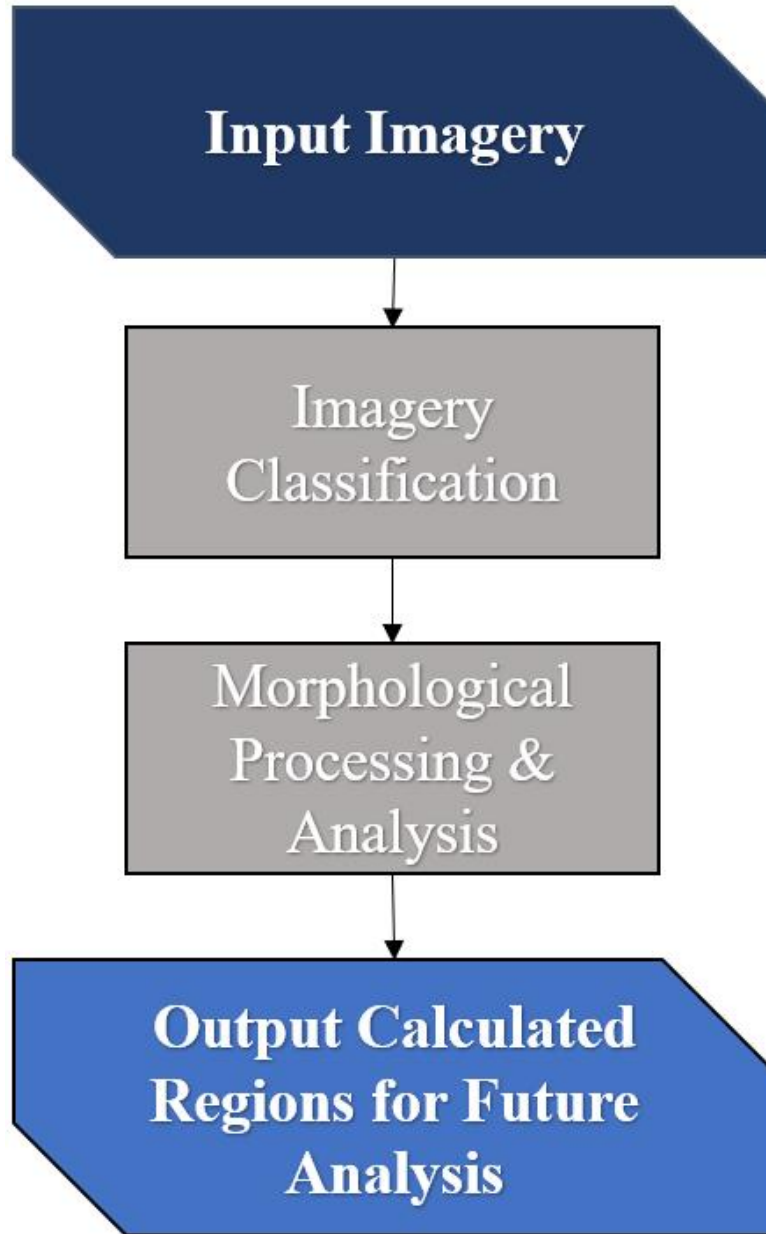 Input Imagery
Imagery
Classification
Morphological
Processing &
Analysis
Output Calculated
Regions for Future
Analysis